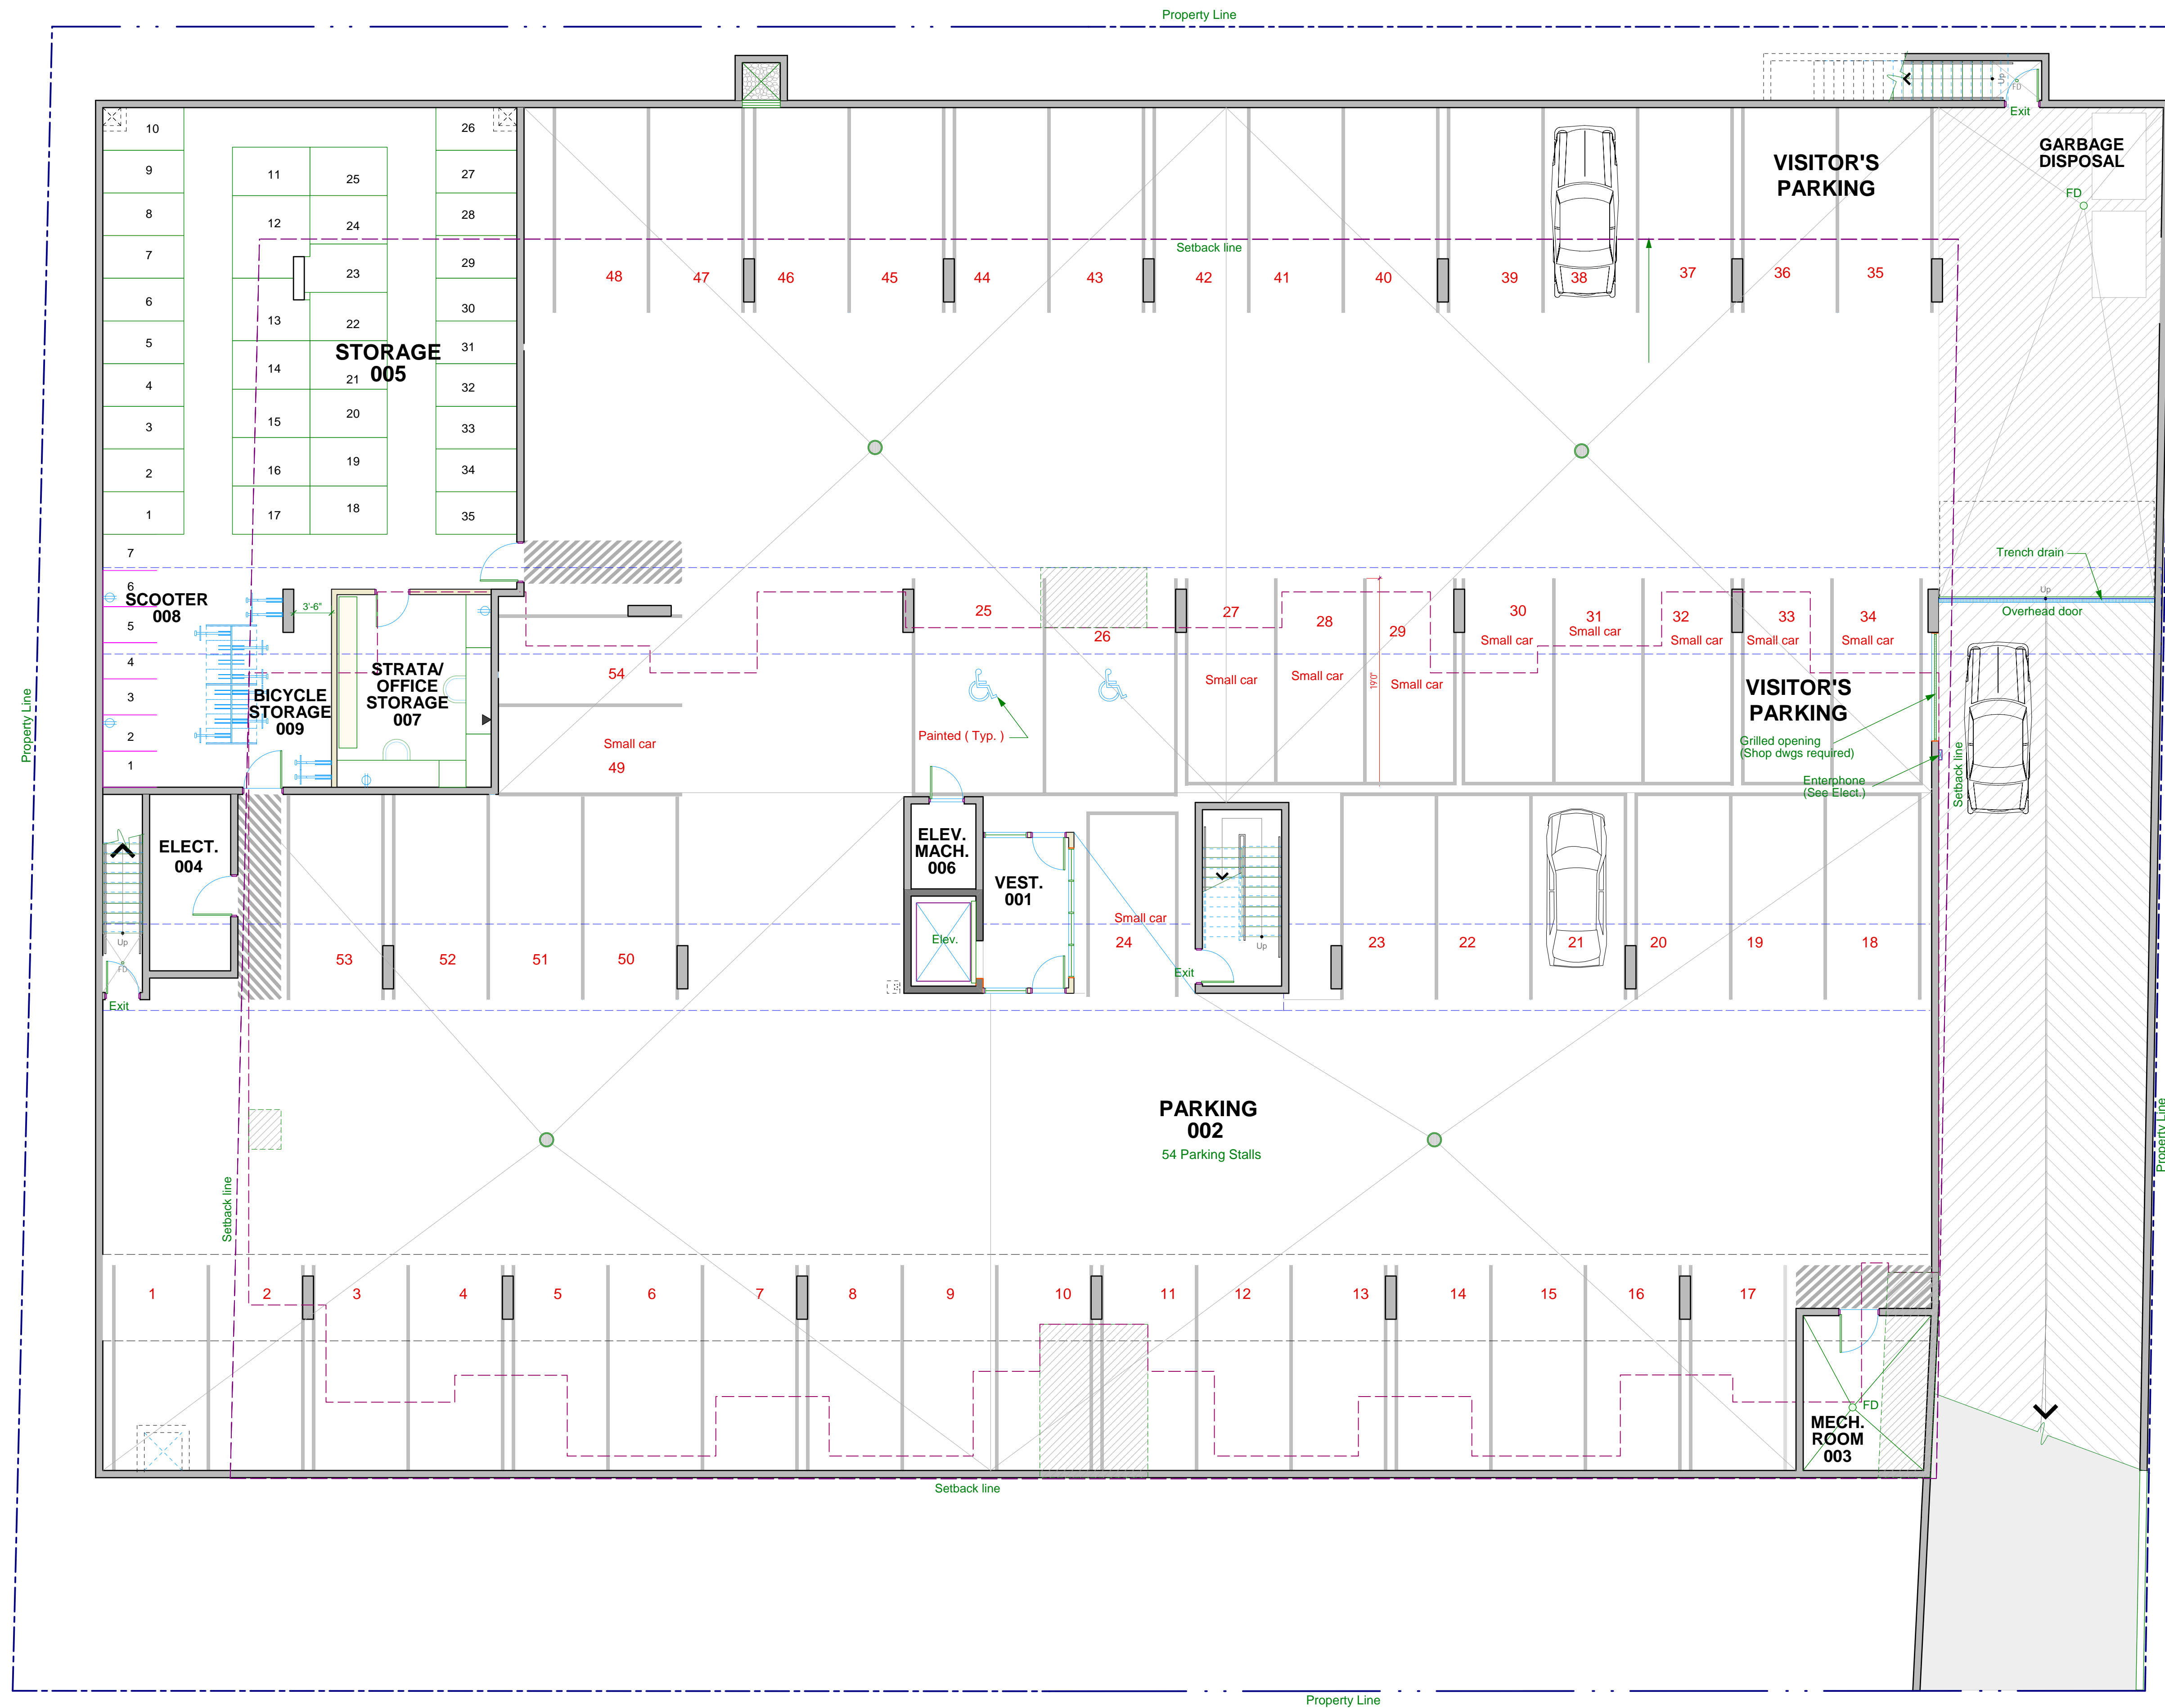 Property Line
Up
FD
Exit
GARBAGE
DISPOSAL
FD
VISITOR'S
PARKING
Setback line
10
9
8
7
6
5
4
3
2
1
11
12
13
14
15
16
17
25
24
23
22
21
20
19
18
26
27
28
29
30
31
32
33
34
35
STORAGE
005
48
47
46
45
44
43
42
41
40
39
38
37
36
35
7
6
5
4
3
2
1
SCOOTER
008
3'-6"
BICYCLE
STORAGE
009
STRATA/
OFFICE
STORAGE
007
54
Small car
49
25
26
Painted ( Typ. )
27
Small car
28
Small car
29
Small car
19'0"
30
Small car
31
Small car
32
Small car
33
Small car
34
Small car
VISITOR'S
PARKING
Trench drain
Up
Overhead door
Grilled opening
(Shop dwgs required)
Enterphone
(See Elect.)
Setback line
Property Line
Property Line
ELECT.
004
Up
FD
Exit
53
52
51
50
ELEV.
MACH.
006
Elev.
VEST.
001
Small car
24
Exit
Up
23
22
21
20
19
18
PARKING
002
54 Parking Stalls
Setback line
1
2
3
4
5
6
7
8
9
10
11
12
13
14
15
16
17
FD
MECH.
ROOM
003
Setback line
Property Line